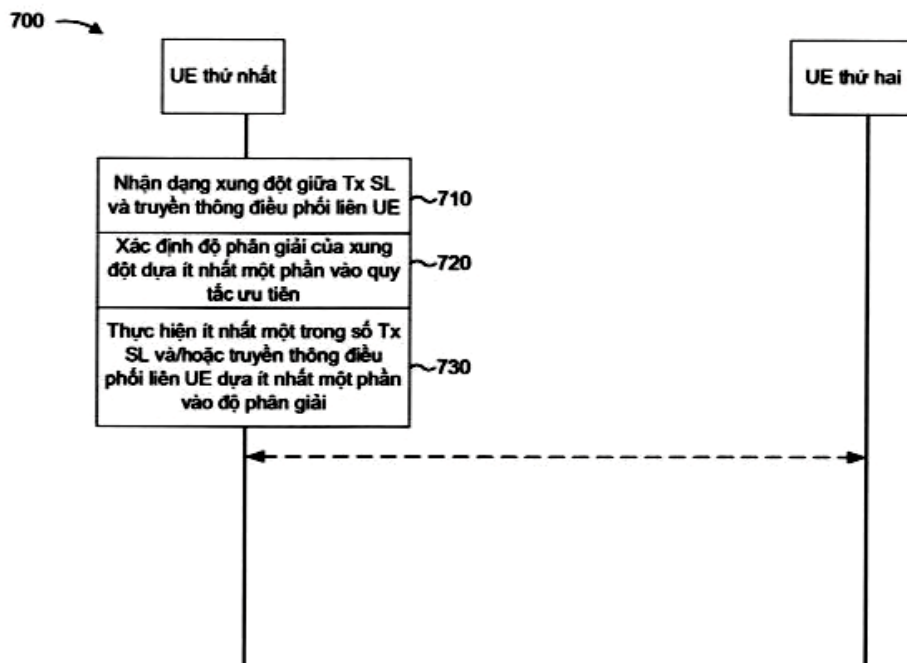 700
UE thứ nhất
UE thứ hai
Nhận dạng xung đột giữa Tx SL
và truyền thông điều phối liên UE
710
Xác định độ phân giải của xung
đột dựa ít nhất một phần vào quy
tắc ưu tiên
720
Thực hiện ít nhất một trong số Tx
SL và/hoặc truyền thông điều
phối liên UE dựa ít nhất một phần
vào độ phân giải
730